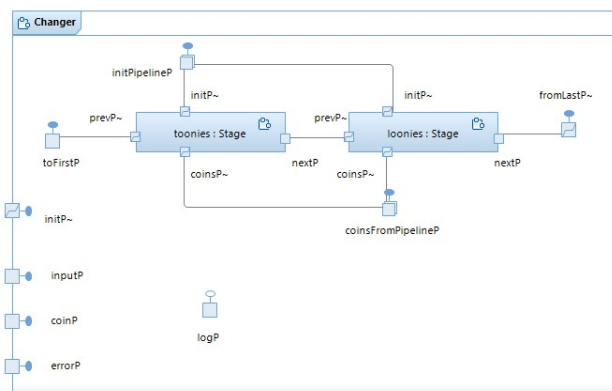 Changer
initPipelineP
initP~
initP~
fromLastP~
prevP~
toonies : Stage
prevP~
loonies : Stage
toFirstP
coinsP~
nextP
coinsP~
nextP
initP~
coinsFromPipelineP
inputP
coinP
logP
errorP